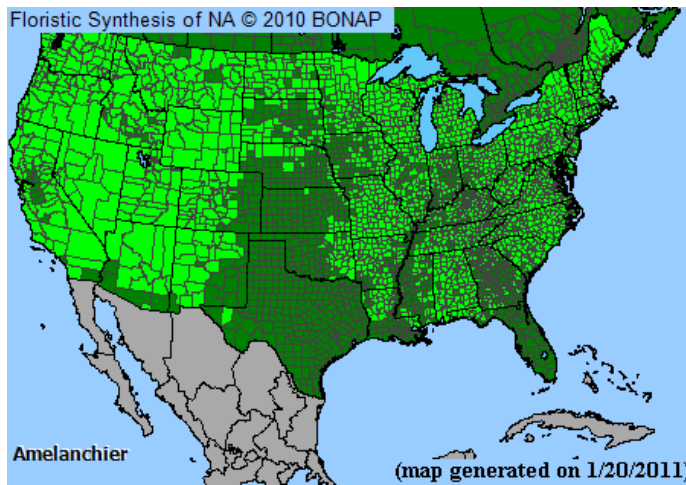 Floristic Synthesis of NA © 2010 BONAP
Amelanchier
(map generated on 1/20/2011)